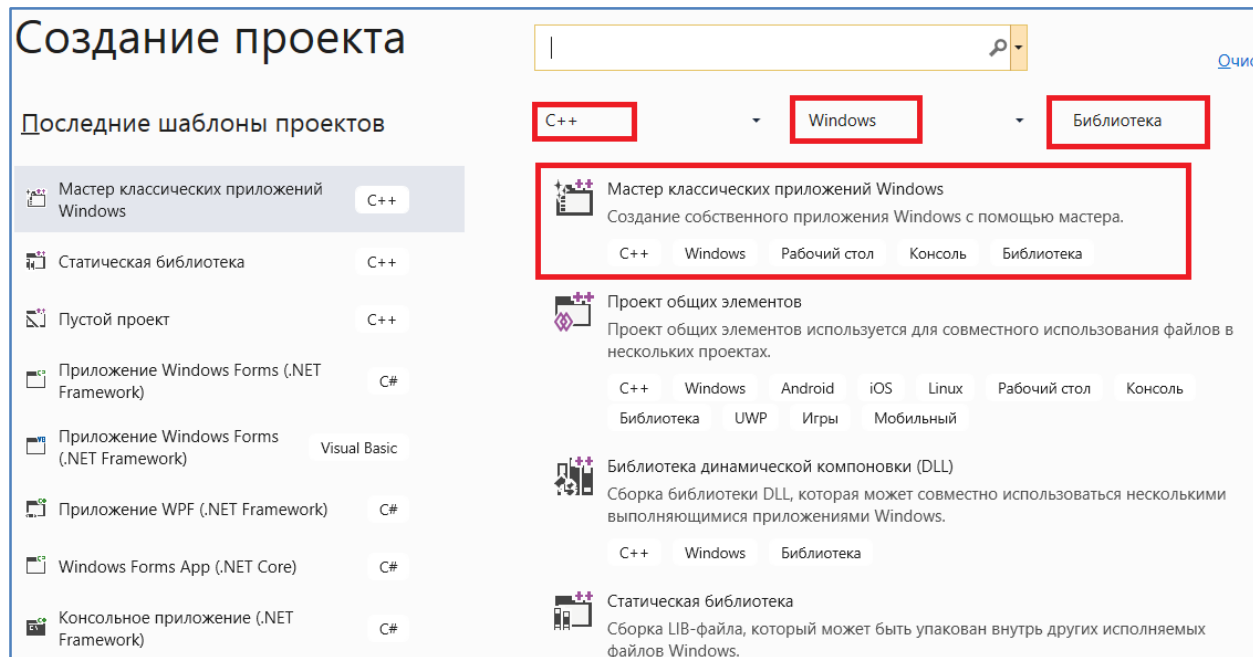 Создание проекта
Очис
Последние шаблоны проектов
C++
Windows
Библиотека
Мастер классических приложений
Windows
C++
Статическая библиотека
C++
Пустой проект
C++
Приложение Windows Forms (.NET
Framework)
C#
Приложение Windows Forms
(.NET Framework)
Visual Basic
Приложение WPF (.NET Framework)
C#
Windows Forms App (.NET Core)
C#
Консольное приложение (.NET
Framework)
C#
Мастер классических приложений Windows
Создание собственного приложения Windows с помощью мастера.
C++ Windows Рабочий стол Консоль Библиотека
Проект общих элементов
Проект общих элементов используется для совместного использования файлов в
нескольких проектах.
C++ Windows Android iOS Linux Рабочий стол Консоль
Библиотека UWP Игры Мобильный
Библиотека динамической компоновки (DLL)
Сборка библиотеки DLL, которая может совместно использоваться несколькими
выполняющимися приложениями Windows.
C++ Windows Библиотека
Статическая библиотека
Сборка LIB-файла, который может быть упакован внутрь других исполняемых
файлов Windows.